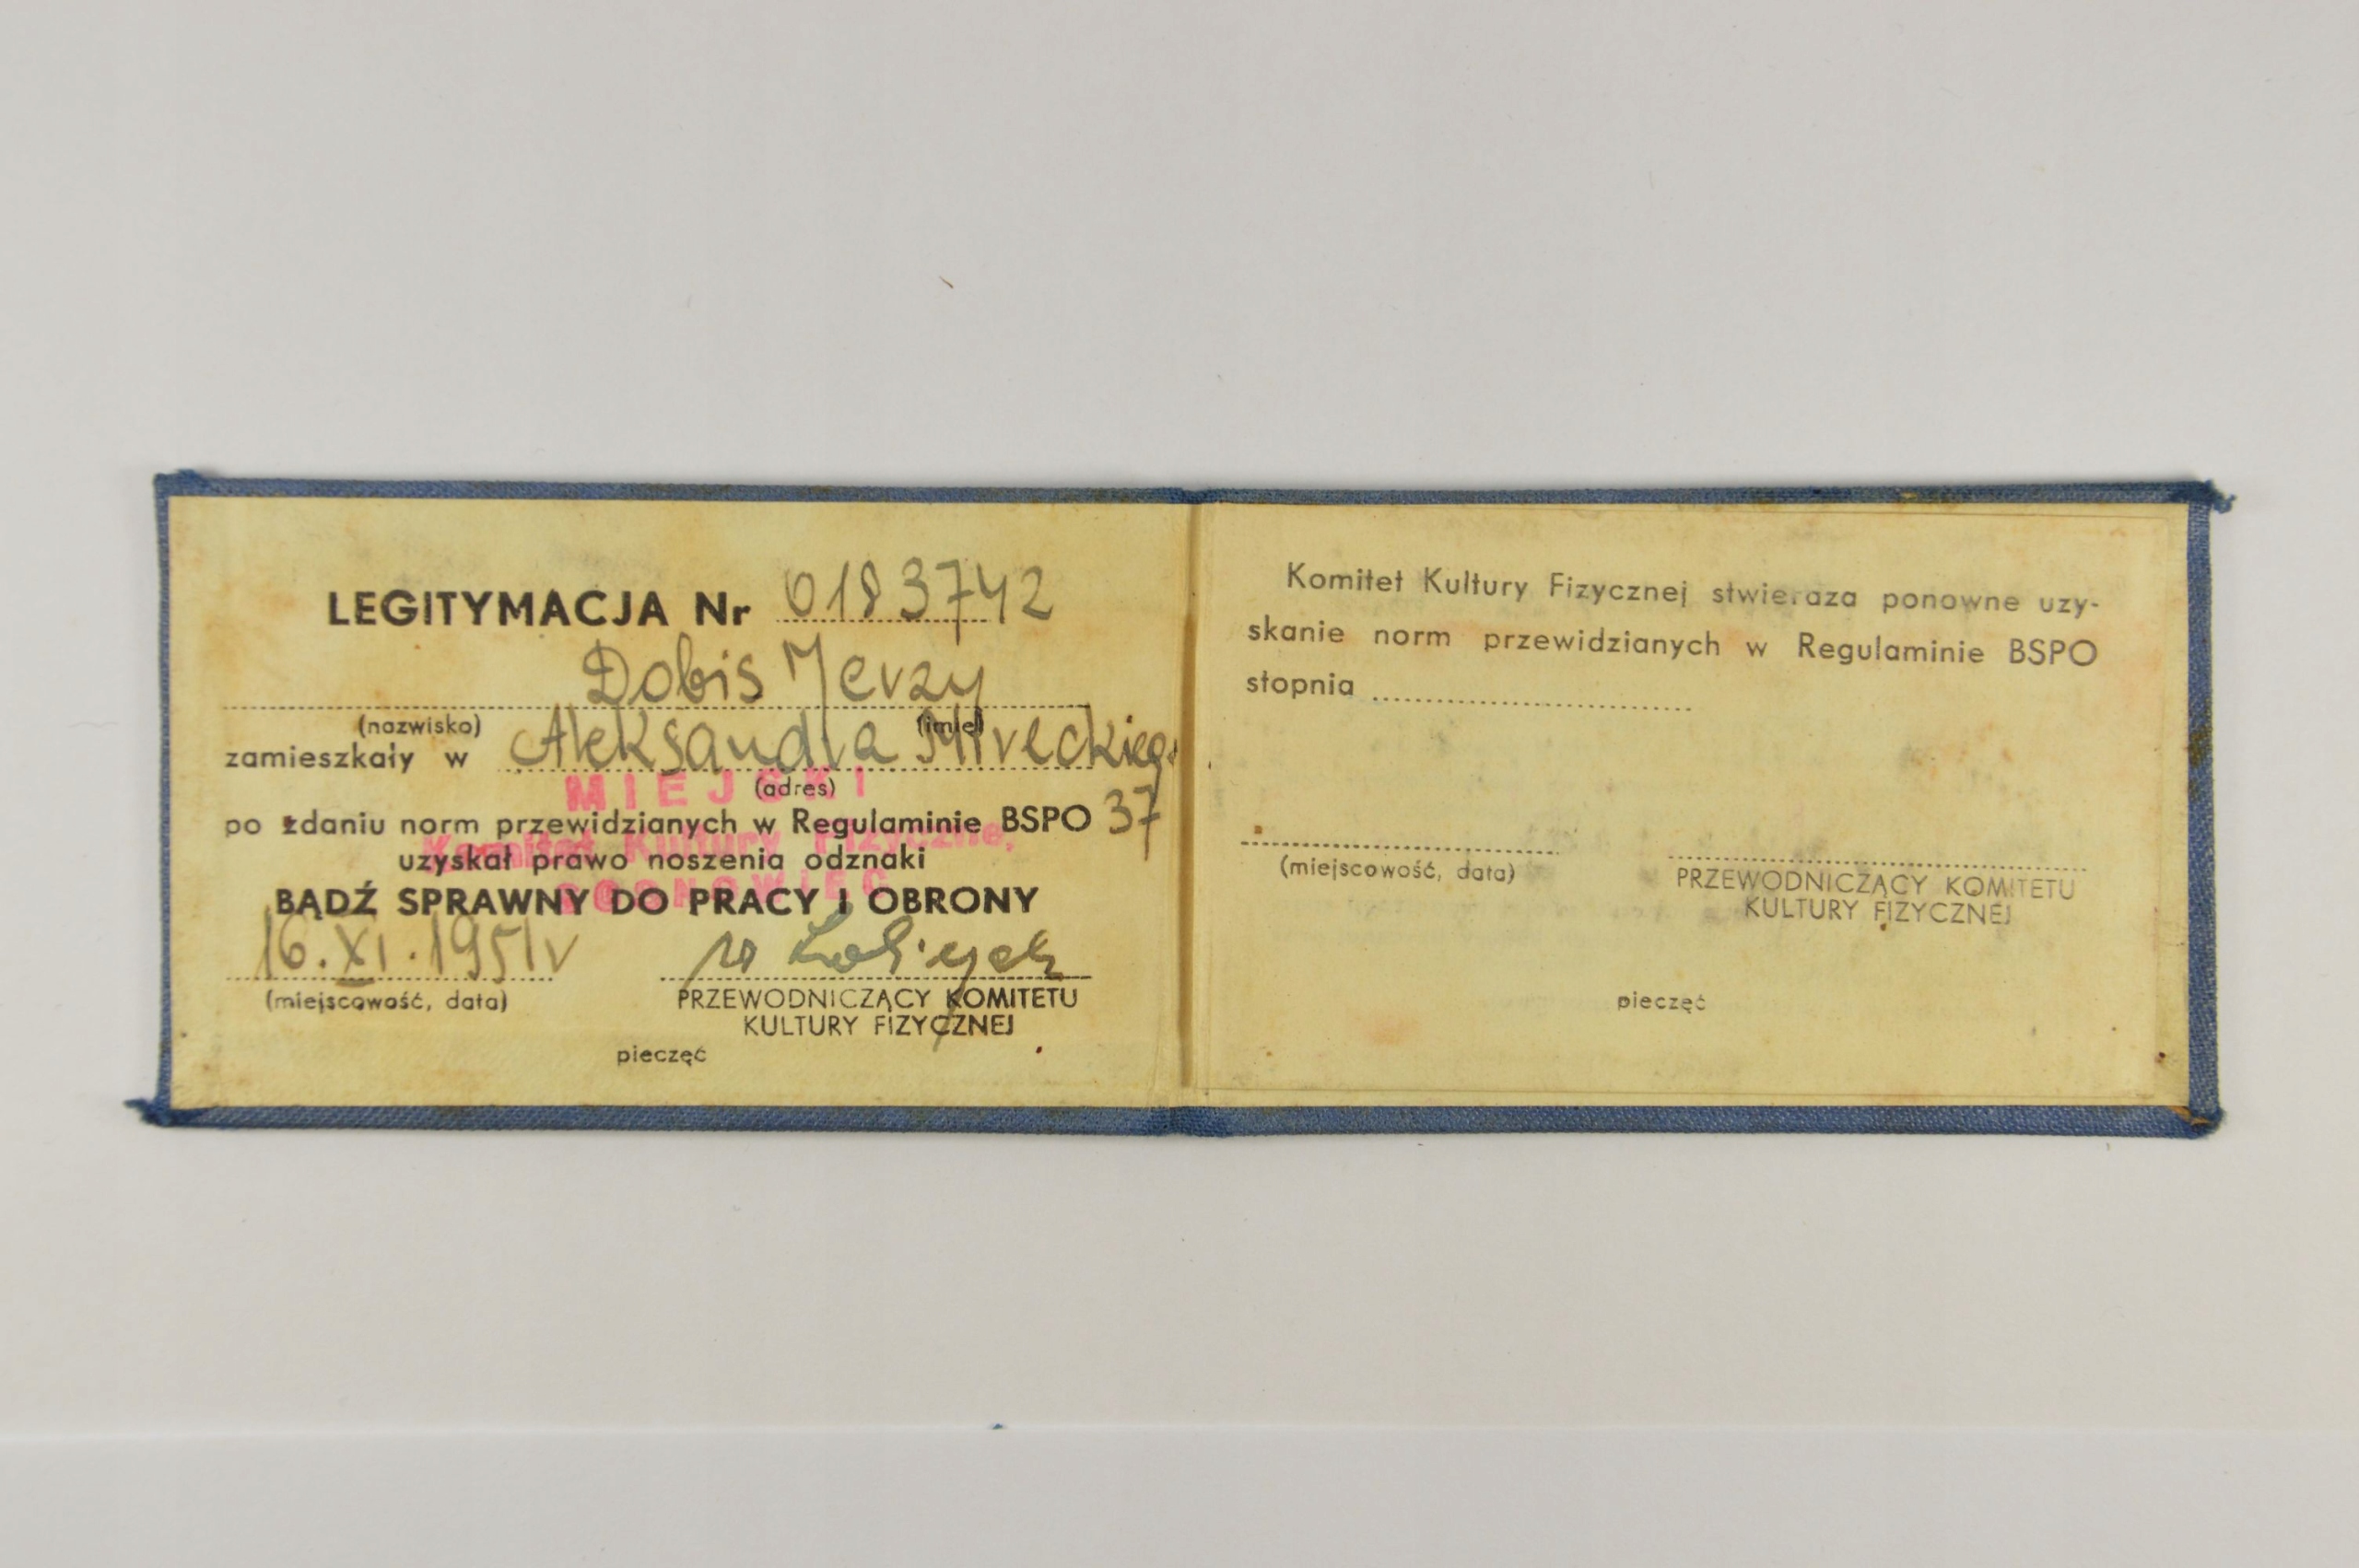 LEGITYMACJA Nr 0183742
Dobis Jerzy
(nazwisko) (imię)
zamieszkały w Aleksandra Mireckiego
(adres)
MIEJSKI
po zdaniu norm przewidzianych w Regulaminie BSPO 37
Komitet Kultury Fizycznej
uzyskał prawo noszenia odznaki
SOSNOWIEC
BĄDŹ SPRAWNY DO PRACY I OBRONY
16.XI.1951r
(miejscowość, data) PRZEWODNICZĄCY KOMITETU
KULTURY FIZYCZNEJ
pieczęć
Komitet Kultury Fizycznej stwierdza ponowne uzy-
skanie norm przewidzianych w Regulaminie BSPO
stopnia
(miejscowość, data) PRZEWODNICZĄCY KOMITETU
KULTURY FIZYCZNEJ
pieczęć